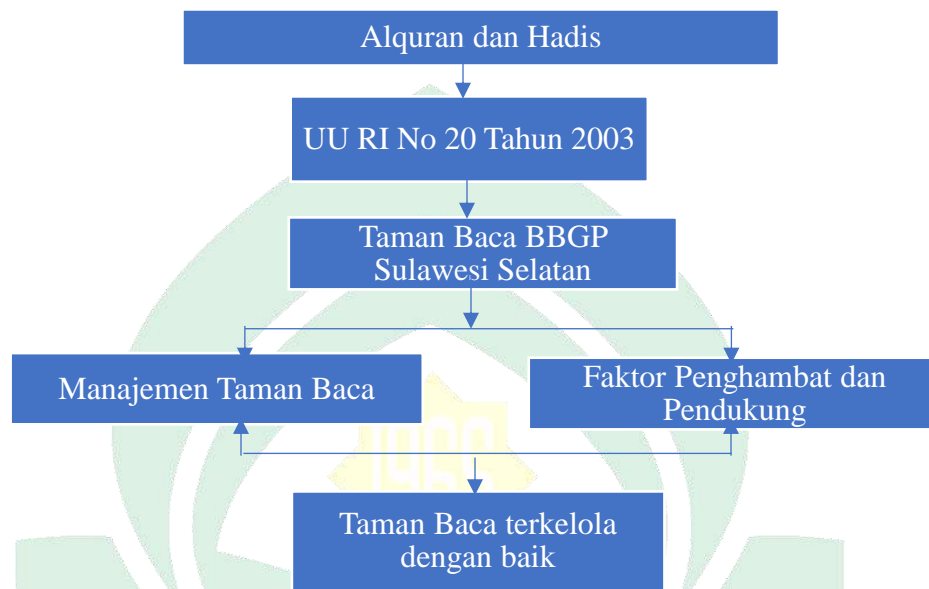 Alquran dan Hadis
UU RI No 20 Tahun 2003
Taman Baca BBGP
Sulawesi Selatan
Manajemen Taman Baca
Faktor Penghambat dan
Pendukung
1965
Taman Baca terkelola
dengan baik